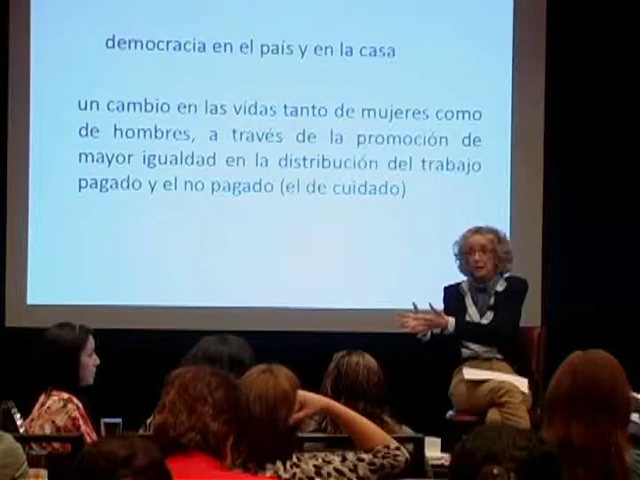 democracia en el país y en la casa
un cambio en las vidas tanto de mujeres como
de hombres, a través de la promoción de
mayor igualdad en la distribución del trabajo
pagado y el no pagado (el de cuidado)